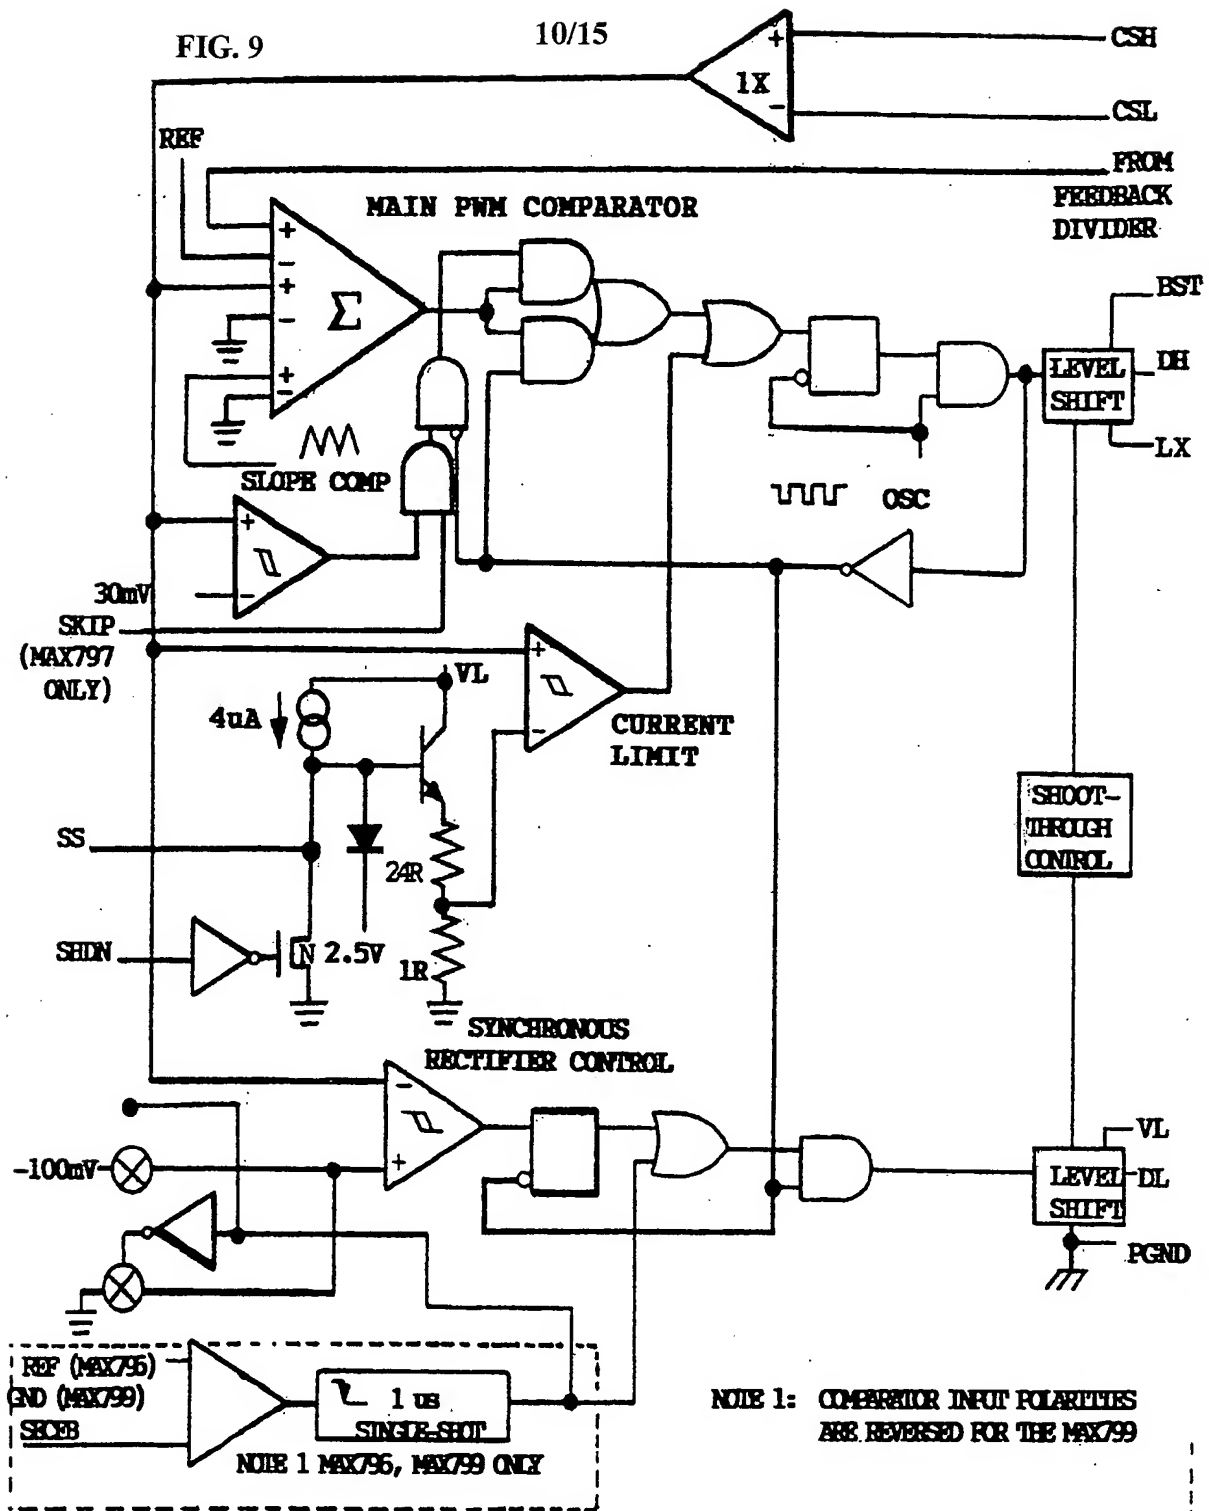 FIG. 9
10/15
CSH
+
1X
-
CSL
REF
FROM
FEEDBACK
DIVIDER
MAIN PWM COMPARATOR
+
-
+
Σ
-
+
-
BST
LEVEL
SHIFT
DH
LX
SLOPE COMP
OSC
+
30mV
-
SKIP
(MAX797
ONLY)
+
-
VL
4uA
CURRENT
LIMIT
SHOOT-
THROUGH
CONTROL
SS
24R
SHDN
N
2.5V
1R
SYNCHRONOUS
RECTIFIER CONTROL
-
+
-100mV
VL
LEVEL
SHIFT
DL
PGND
REF (MAX796)
GND (MAX799)
SECFB
1 us
SINGLE-SHOT
NOTE 1 MAX796, MAX799 ONLY
NOTE 1: COMPARATOR INPUT POLARITIES
ARE REVERSED FOR THE MAX799